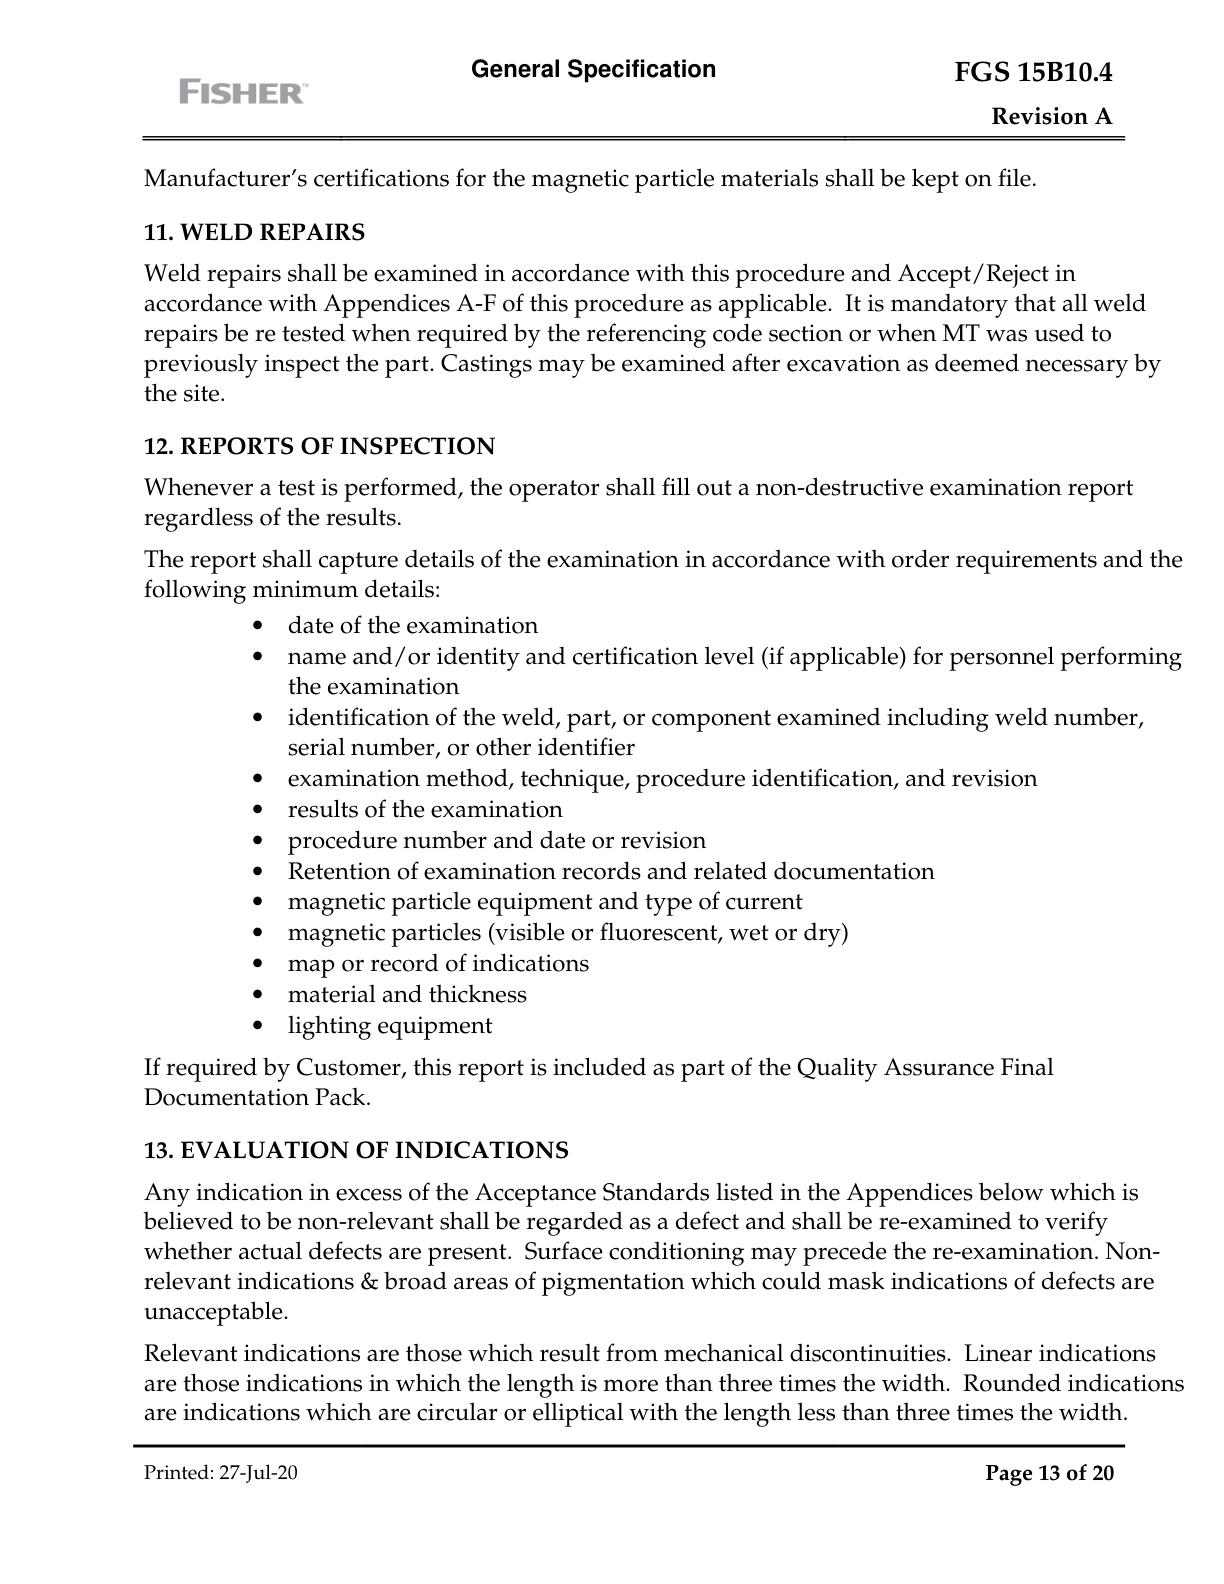 General Specification
FGS 15B10.4
FISHER™
Revision A
Manufacturer’s certifications for the magnetic particle materials shall be kept on file.
11. WELD REPAIRS
Weld repairs shall be examined in accordance with this procedure and Accept/Reject in
accordance with Appendices A-F of this procedure as applicable.  It is mandatory that all weld
repairs be re tested when required by the referencing code section or when MT was used to
previously inspect the part. Castings may be examined after excavation as deemed necessary by
the site.
12. REPORTS OF INSPECTION
Whenever a test is performed, the operator shall fill out a non-destructive examination report
regardless of the results.
The report shall capture details of the examination in accordance with order requirements and the
following minimum details:
• date of the examination
• name and/or identity and certification level (if applicable) for personnel performing
the examination
• identification of the weld, part, or component examined including weld number,
serial number, or other identifier
• examination method, technique, procedure identification, and revision
• results of the examination
• procedure number and date or revision
• Retention of examination records and related documentation
• magnetic particle equipment and type of current
• magnetic particles (visible or fluorescent, wet or dry)
• map or record of indications
• material and thickness
• lighting equipment
If required by Customer, this report is included as part of the Quality Assurance Final
Documentation Pack.
13. EVALUATION OF INDICATIONS
Any indication in excess of the Acceptance Standards listed in the Appendices below which is
believed to be non-relevant shall be regarded as a defect and shall be re-examined to verify
whether actual defects are present.  Surface conditioning may precede the re-examination. Non-
relevant indications & broad areas of pigmentation which could mask indications of defects are
unacceptable.
Relevant indications are those which result from mechanical discontinuities.  Linear indications
are those indications in which the length is more than three times the width.  Rounded indications
are indications which are circular or elliptical with the length less than three times the width.
Printed: 27-Jul-20
Page 13 of 20